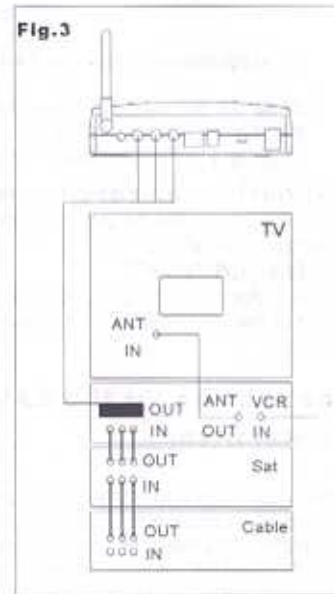 Fig.3
TV
ANT
IN
OUT ANT VCR
IN OUT IN
OUT Sat
IN
OUT Cable
IN